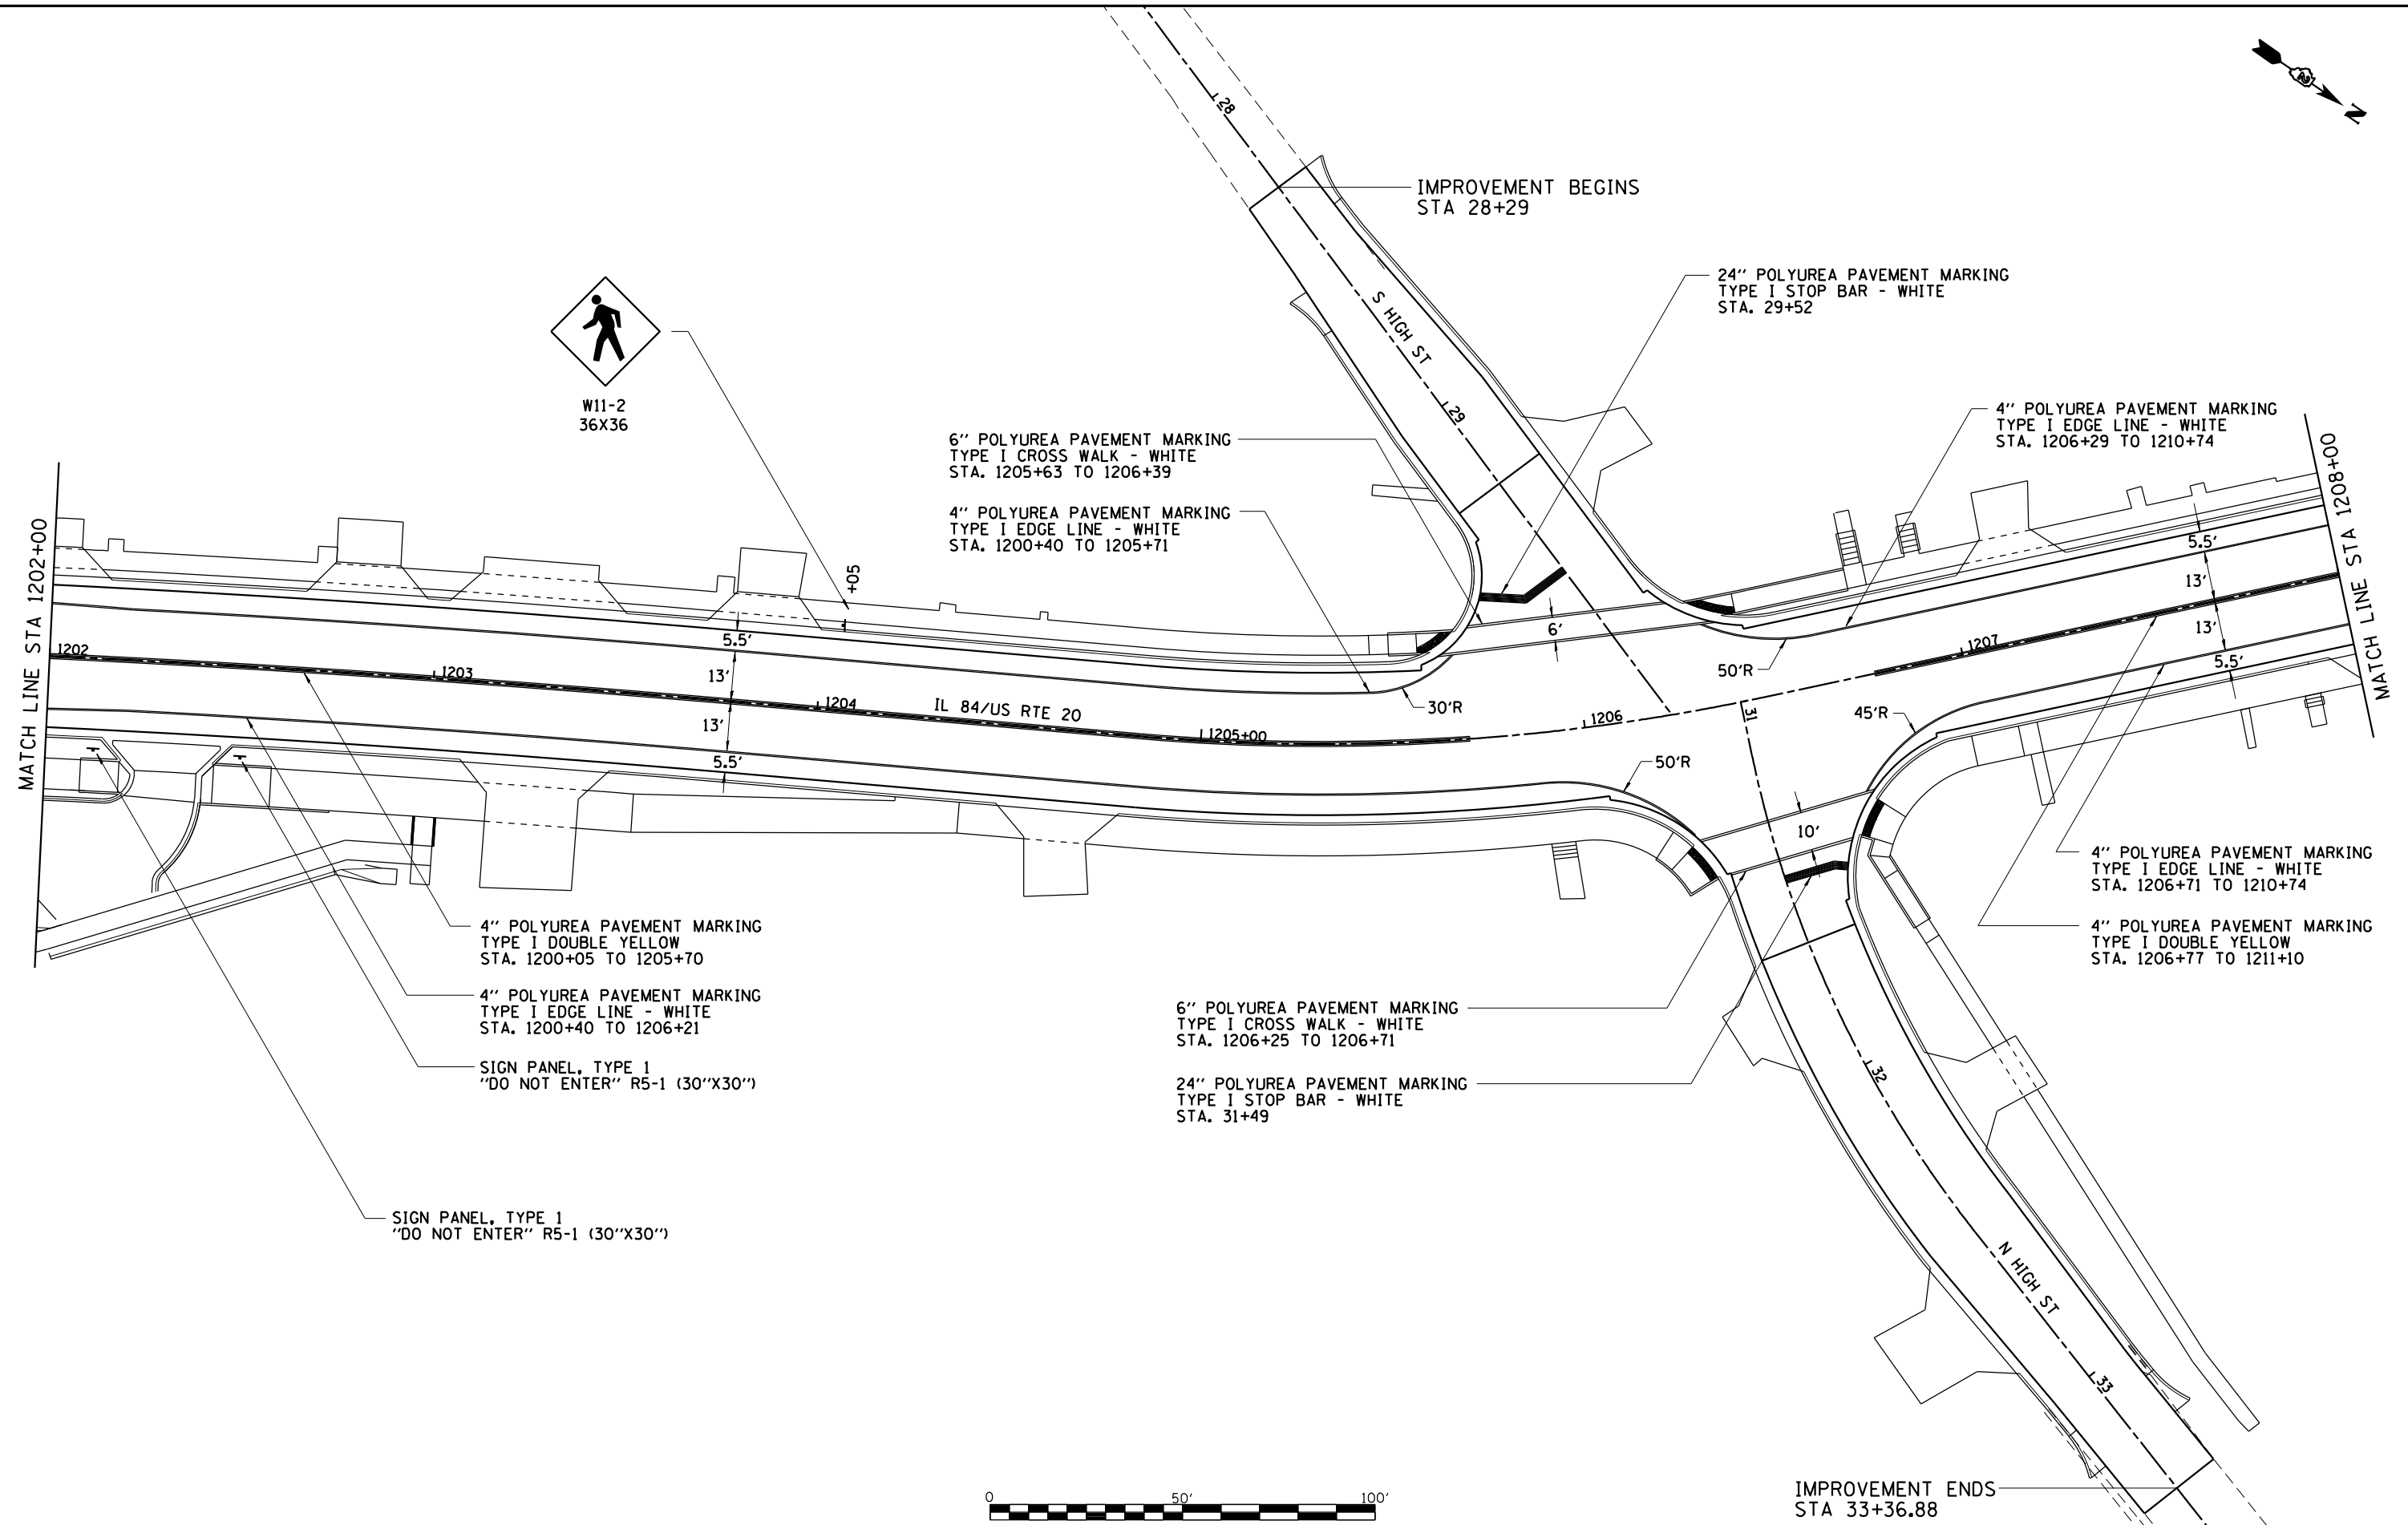 N
28
IMPROVEMENT BEGINS
STA 28+29
24'' POLYUREA PAVEMENT MARKING
TYPE I STOP BAR - WHITE
STA. 29+52
S HIGH ST
W11-2
36X36
29
4'' POLYUREA PAVEMENT MARKING
TYPE I EDGE LINE - WHITE
STA. 1206+29 TO 1210+74
6'' POLYUREA PAVEMENT MARKING
TYPE I CROSS WALK - WHITE
STA. 1205+63 TO 1206+39
4'' POLYUREA PAVEMENT MARKING
TYPE I EDGE LINE - WHITE
STA. 1200+40 TO 1205+71
MATCH LINE STA 1202+00
MATCH LINE STA 1208+00
+05
5.5'
13'
13'
5.5'
5.5'
13'
13'
5.5'
6'
1202
1203
1204
IL 84/US RTE 20
1205+00
1206
1207
30'R
50'R
31
45'R
50'R
10'
4'' POLYUREA PAVEMENT MARKING
TYPE I EDGE LINE - WHITE
STA. 1206+71 TO 1210+74
4'' POLYUREA PAVEMENT MARKING
TYPE I DOUBLE YELLOW
STA. 1206+77 TO 1211+10
4'' POLYUREA PAVEMENT MARKING
TYPE I DOUBLE YELLOW
STA. 1200+05 TO 1205+70
4'' POLYUREA PAVEMENT MARKING
TYPE I EDGE LINE - WHITE
STA. 1200+40 TO 1206+21
SIGN PANEL, TYPE 1
''DO NOT ENTER'' R5-1 (30''X30'')
6'' POLYUREA PAVEMENT MARKING
TYPE I CROSS WALK - WHITE
STA. 1206+25 TO 1206+71
24'' POLYUREA PAVEMENT MARKING
TYPE I STOP BAR - WHITE
STA. 31+49
32
SIGN PANEL, TYPE 1
''DO NOT ENTER'' R5-1 (30''X30'')
N HIGH ST
33
IMPROVEMENT ENDS
STA 33+36.88
0
50'
100'